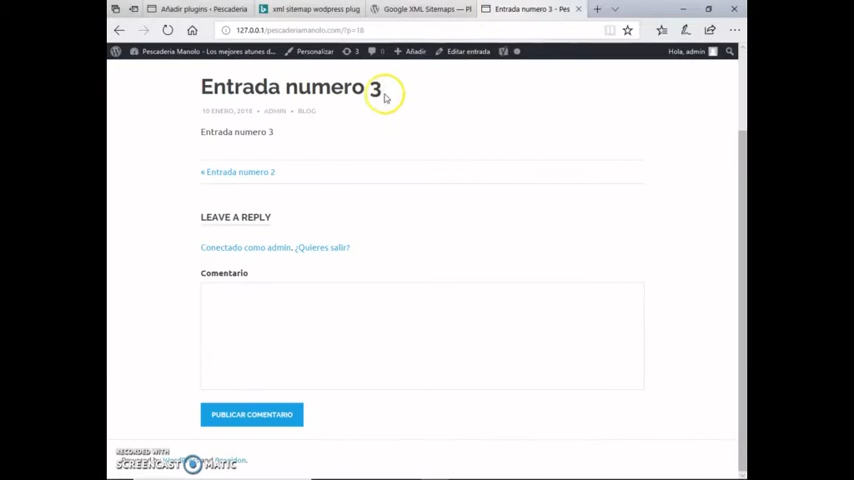 Añadir plugins ‹ Pescadería
xml sitemap wodpress plug
Google XML Sitemaps — Pl
Entrada numero 3 - Pes
127.0.0.1/pescaderiamanolo.com/?p=18
Pescaderia Manolo - Los mejores atunes d...
Personalizar
3
0
Añadir
Editar entrada
Hola, admin
Entrada numero 3
10 ENERO, 2018 • ADMIN • BLOG
Entrada numero 3
« Entrada numero 2
LEAVE A REPLY
Conectado como admin. ¿Quieres salir?
Comentario
PUBLICAR COMENTARIO
RECORDED WITH
SCREENCAST MATIC